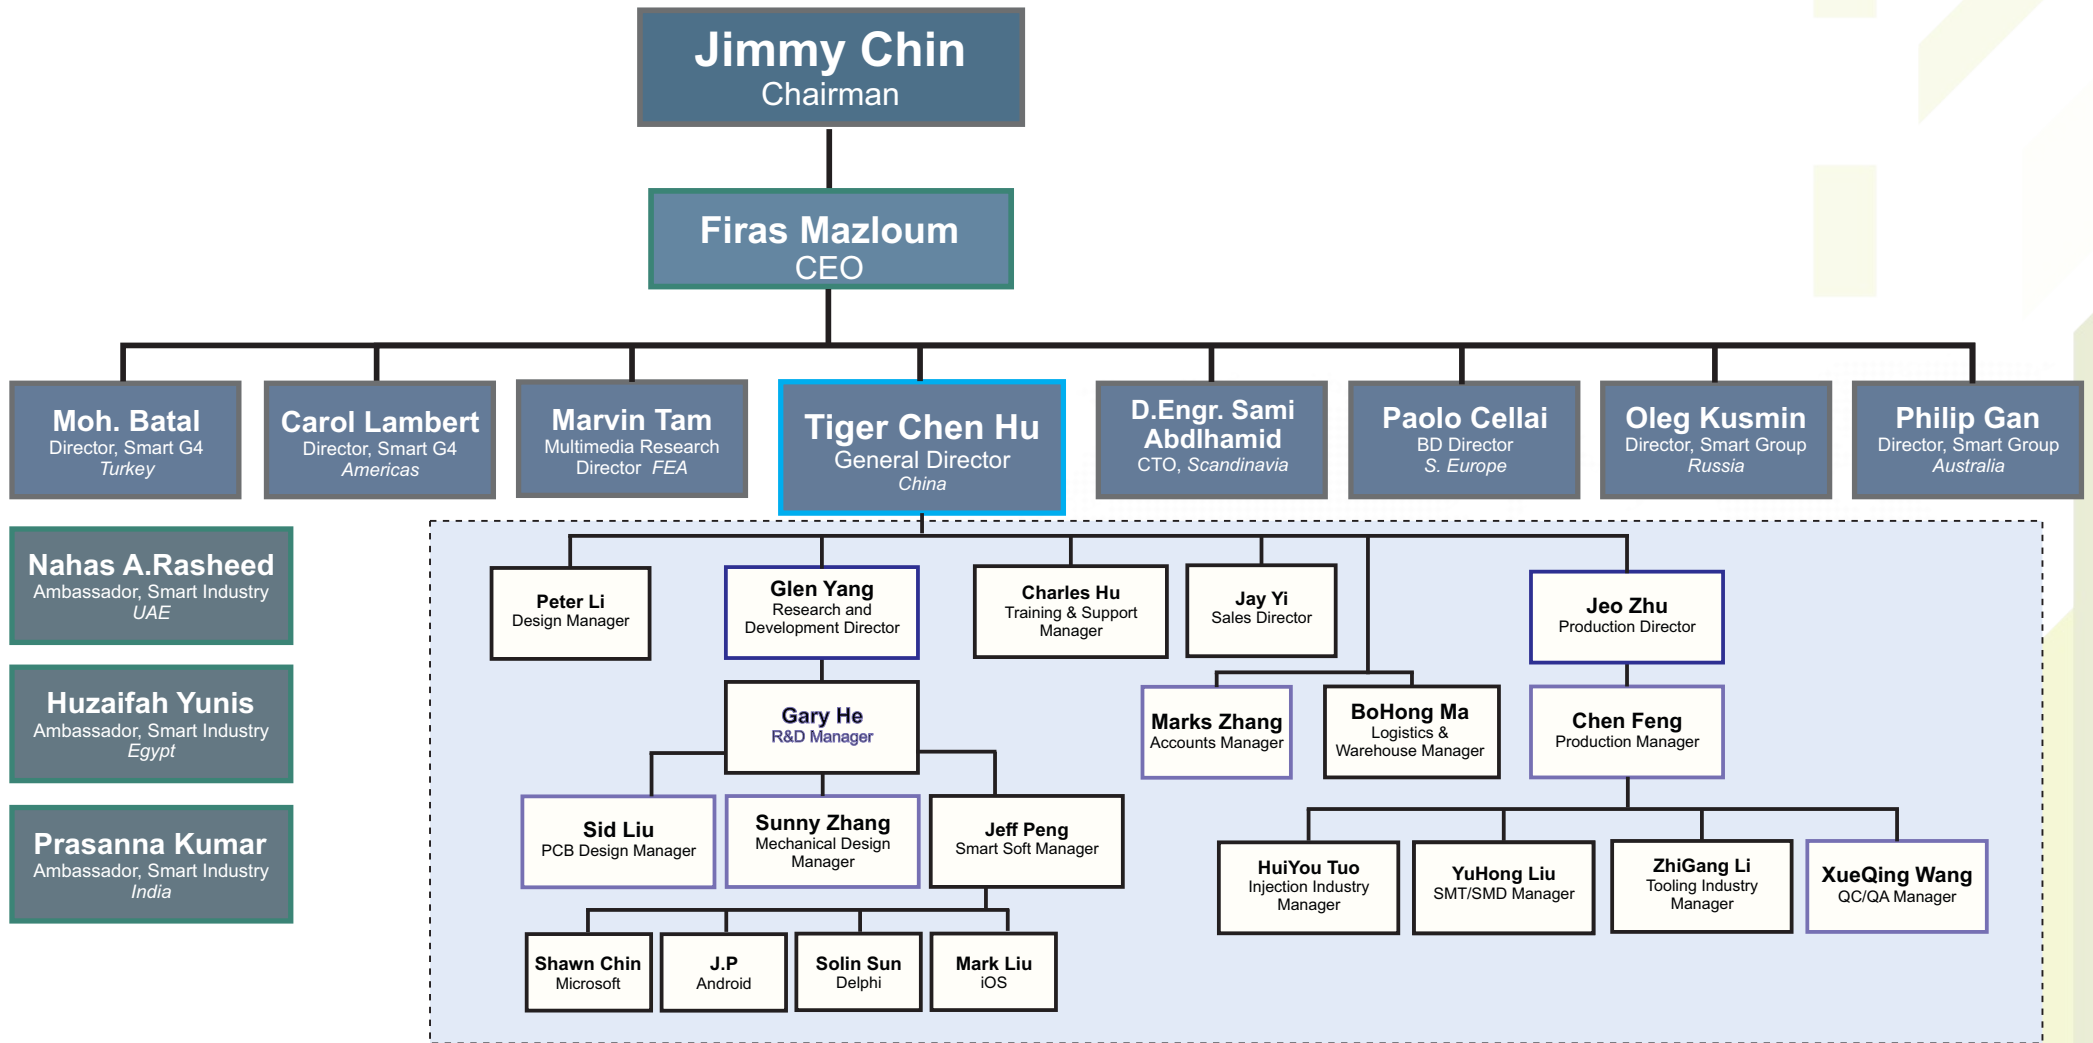 Jimmy Chin
Chairman
Firas Mazloum
CEO
Moh. Batal
Director, Smart G4
Turkey
Carol Lambert
Director, Smart G4
Americas
Marvin Tam
Multimedia Research
Director FEA
Tiger Chen Hu
General Director
China
D.Engr. Sami
Abdlhamid
CTO, Scandinavia
Paolo Cellai
BD Director
S. Europe
Oleg Kusmin
Director, Smart Group
Russia
Philip Gan
Director, Smart Group
Australia
Nahas A.Rasheed
Ambassador, Smart Industry
UAE
Huzaifah Yunis
Ambassador, Smart Industry
Egypt
Prasanna Kumar
Ambassador, Smart Industry
India
Peter Li
Design Manager
Glen Yang
Research and
Development Director
Charles Hu
Training & Support
Manager
Jay Yi
Sales Director
Jeo Zhu
Production Director
Gary He
R&D Manager
Marks Zhang
Accounts Manager
BoHong Ma
Logistics &
Warehouse Manager
Chen Feng
Production Manager
Sid Liu
PCB Design Manager
Sunny Zhang
Mechanical Design
Manager
Jeff Peng
Smart Soft Manager
HuiYou Tuo
Injection Industry
Manager
YuHong Liu
SMT/SMD Manager
ZhiGang Li
Tooling Industry
Manager
XueQing Wang
QC/QA Manager
Shawn Chin
Microsoft
J.P
Android
Solin Sun
Delphi
Mark Liu
iOS